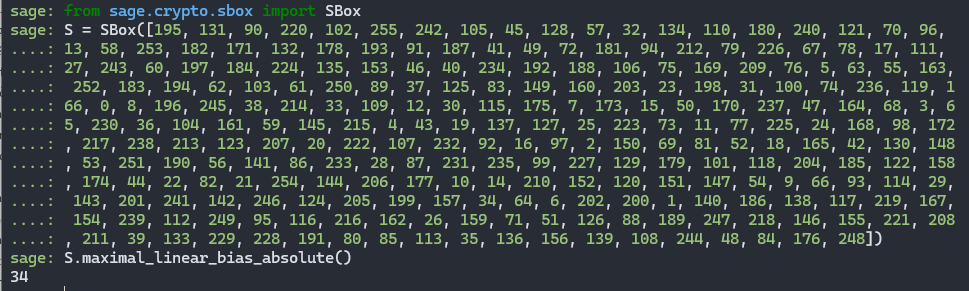 sage: from sage.crypto.sbox import SBox
sage: S = SBox([195, 131, 90, 220, 102, 255, 242, 105, 45, 128, 57, 32, 134, 110, 180, 240, 121, 70, 96,
....: 13, 58, 253, 182, 171, 132, 178, 193, 91, 187, 41, 49, 72, 181, 94, 212, 79, 226, 67, 78, 17, 111,
....: 27, 243, 60, 197, 184, 224, 135, 153, 46, 40, 234, 192, 188, 106, 75, 169, 209, 76, 5, 63, 55, 163,
....: 252, 183, 194, 62, 103, 61, 250, 89, 37, 125, 83, 149, 160, 203, 23, 198, 31, 100, 74, 236, 119, 1
....: 66, 0, 8, 196, 245, 38, 214, 33, 109, 12, 30, 115, 175, 7, 173, 15, 50, 170, 237, 47, 164, 68, 3, 6
....: 5, 230, 36, 104, 161, 59, 145, 215, 4, 43, 19, 137, 127, 25, 223, 73, 11, 77, 225, 24, 168, 98, 172
....: , 217, 238, 213, 123, 207, 20, 222, 107, 232, 92, 16, 97, 2, 150, 69, 81, 52, 18, 165, 42, 130, 148
....: , 53, 251, 190, 56, 141, 86, 233, 28, 87, 231, 235, 99, 227, 129, 179, 101, 118, 204, 185, 122, 158
....: , 174, 44, 22, 82, 21, 254, 144, 206, 177, 10, 14, 210, 152, 120, 151, 147, 54, 9, 66, 93, 114, 29,
....: 143, 201, 241, 142, 246, 124, 205, 199, 157, 34, 64, 6, 202, 200, 1, 140, 186, 138, 117, 219, 167,
....: 154, 239, 112, 249, 95, 116, 216, 162, 26, 159, 71, 51, 126, 88, 189, 247, 218, 146, 155, 221, 208
....: , 211, 39, 133, 229, 228, 191, 80, 85, 113, 35, 136, 156, 139, 108, 244, 48, 84, 176, 248])
sage: S.maximal_linear_bias_absolute()
34